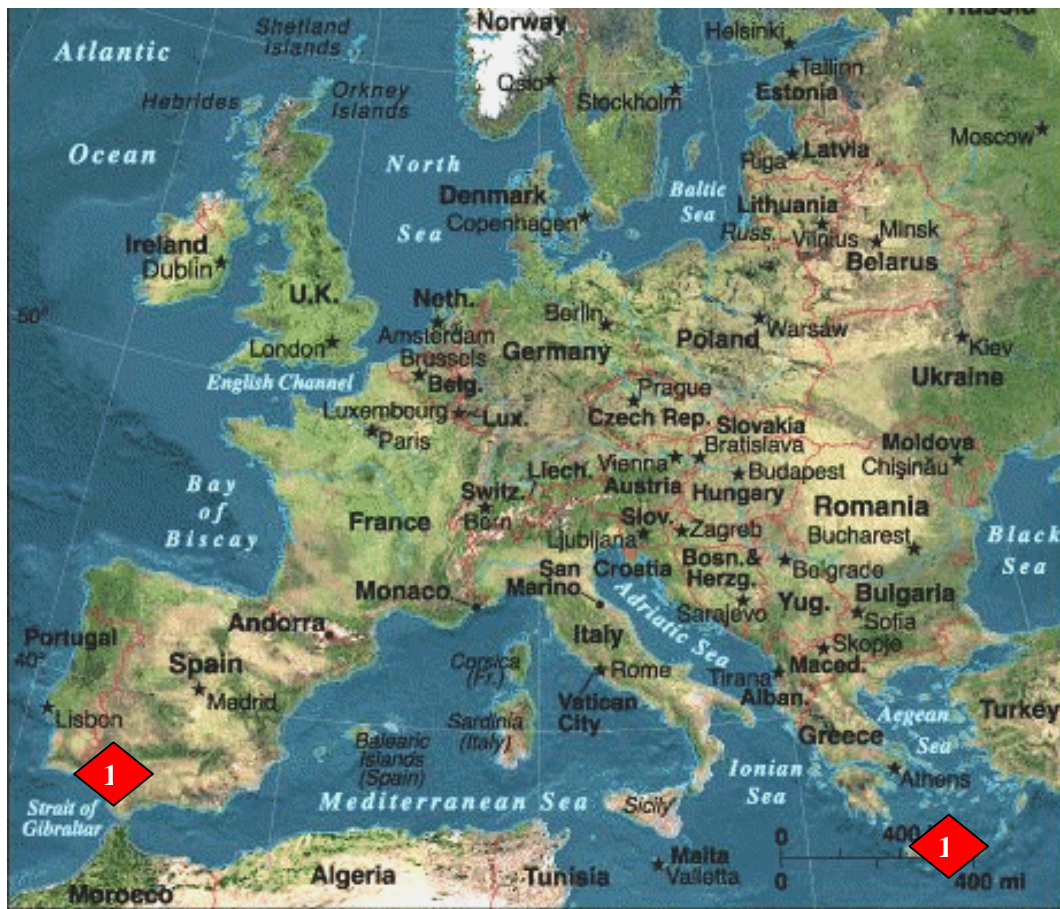 Norway
Russia
Shetland
Islands
Atlantic
Helsinki
Oslo
Tallinn
Orkney
Islands
Hebrides
Stockholm
Estonia
Moscow
Ocean
North
Riga
Latvia
Denmark
Baltic
Sea
Lithuania
Copenhagen
Sea
Russ.
Vilnius
Minsk
Ireland
Dublin
Belarus
U.K.
Neth.
50°
Amsterdam
Berlin
Poland
Warsaw
London
Brussels
Germany
Kiev
English Channel
Belg.
Prague
Ukraine
Luxembourg
Lux.
Czech Rep.
Slovakia
Paris
Bratislava
Moldova
Liech.
Vienna
Budapest
Chişinău
Bay
of
Biscay
Switz.
Austria
Hungary
Bern
France
Slov.
Zagreb
Romania
Ljubljana
Bucharest
Black
Sea
San
Marino
Croatia
Bosn.&
Herzg.
Belgrade
Monaco
Sarajevo
Yug.
Bulgaria
Andorra
Adriatic Sea
Sofia
Portugal
Italy
Skopje
40°
Spain
Corsica
(Fr.)
Rome
Tirana
Maced.
Madrid
Vatican
City
Alban.
Lisbon
Sardinia
(Italy)
Aegean
Sea
Turkey
Balearic
Islands
(Spain)
Greece
1
Ionian
Sea
Athens
Strait of
Gibraltar
Mediterranean Sea
Sicily
0
400
1
Malta
Valletta
0
400 mi
Morocco
Algeria
Tunisia